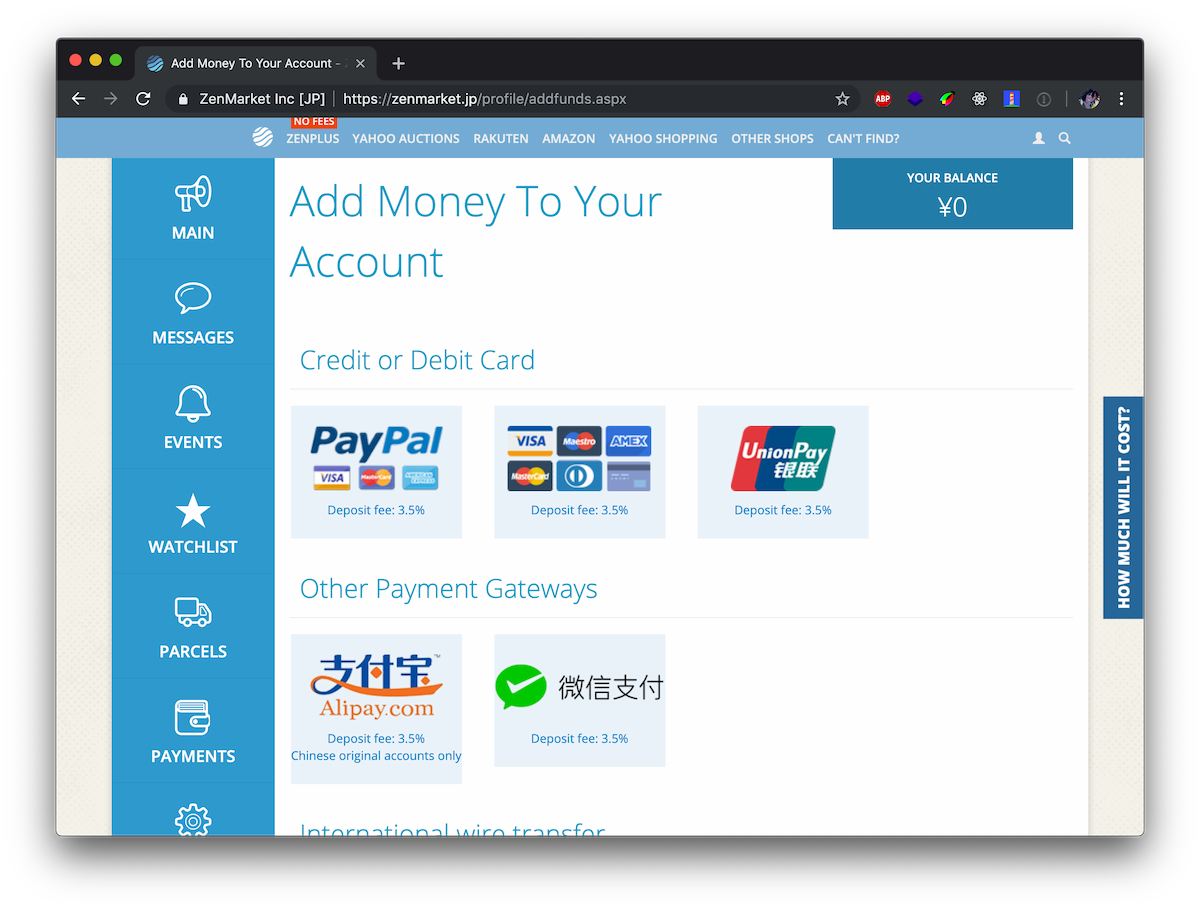 Add Money To Your Account -
ZenMarket Inc [JP] | https://zenmarket.jp/profile/addfunds.aspx
ABP
NO FEES
ZENPLUS YAHOO AUCTIONS RAKUTEN AMAZON YAHOO SHOPPING OTHER SHOPS CAN'T FIND?
MAIN
MESSAGES
EVENTS
WATCHLIST
PARCELS
PAYMENTS
Add Money To Your
Account
YOUR BALANCE
¥0
Credit or Debit Card
PayPal
VISA MasterCard AMERICAN EXPRESS
Deposit fee: 3.5%
VISA Maestro AMEX
MasterCard
Deposit fee: 3.5%
UnionPay
银联
Deposit fee: 3.5%
Other Payment Gateways
支付宝™
Alipay.com
Deposit fee: 3.5%
Chinese original accounts only
微信支付
Deposit fee: 3.5%
International wire transfer
HOW MUCH WILL IT COST?